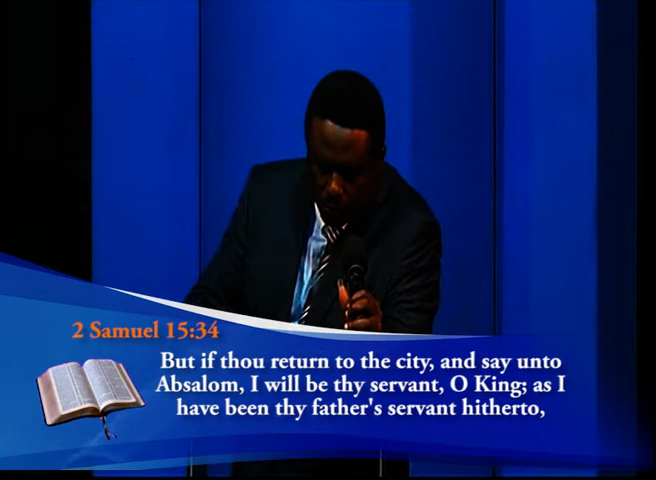 2 Samuel 15:34
But if thou return to the city, and say unto
Absalom, I will be thy servant, O King; as I
have been thy father's servant hitherto,